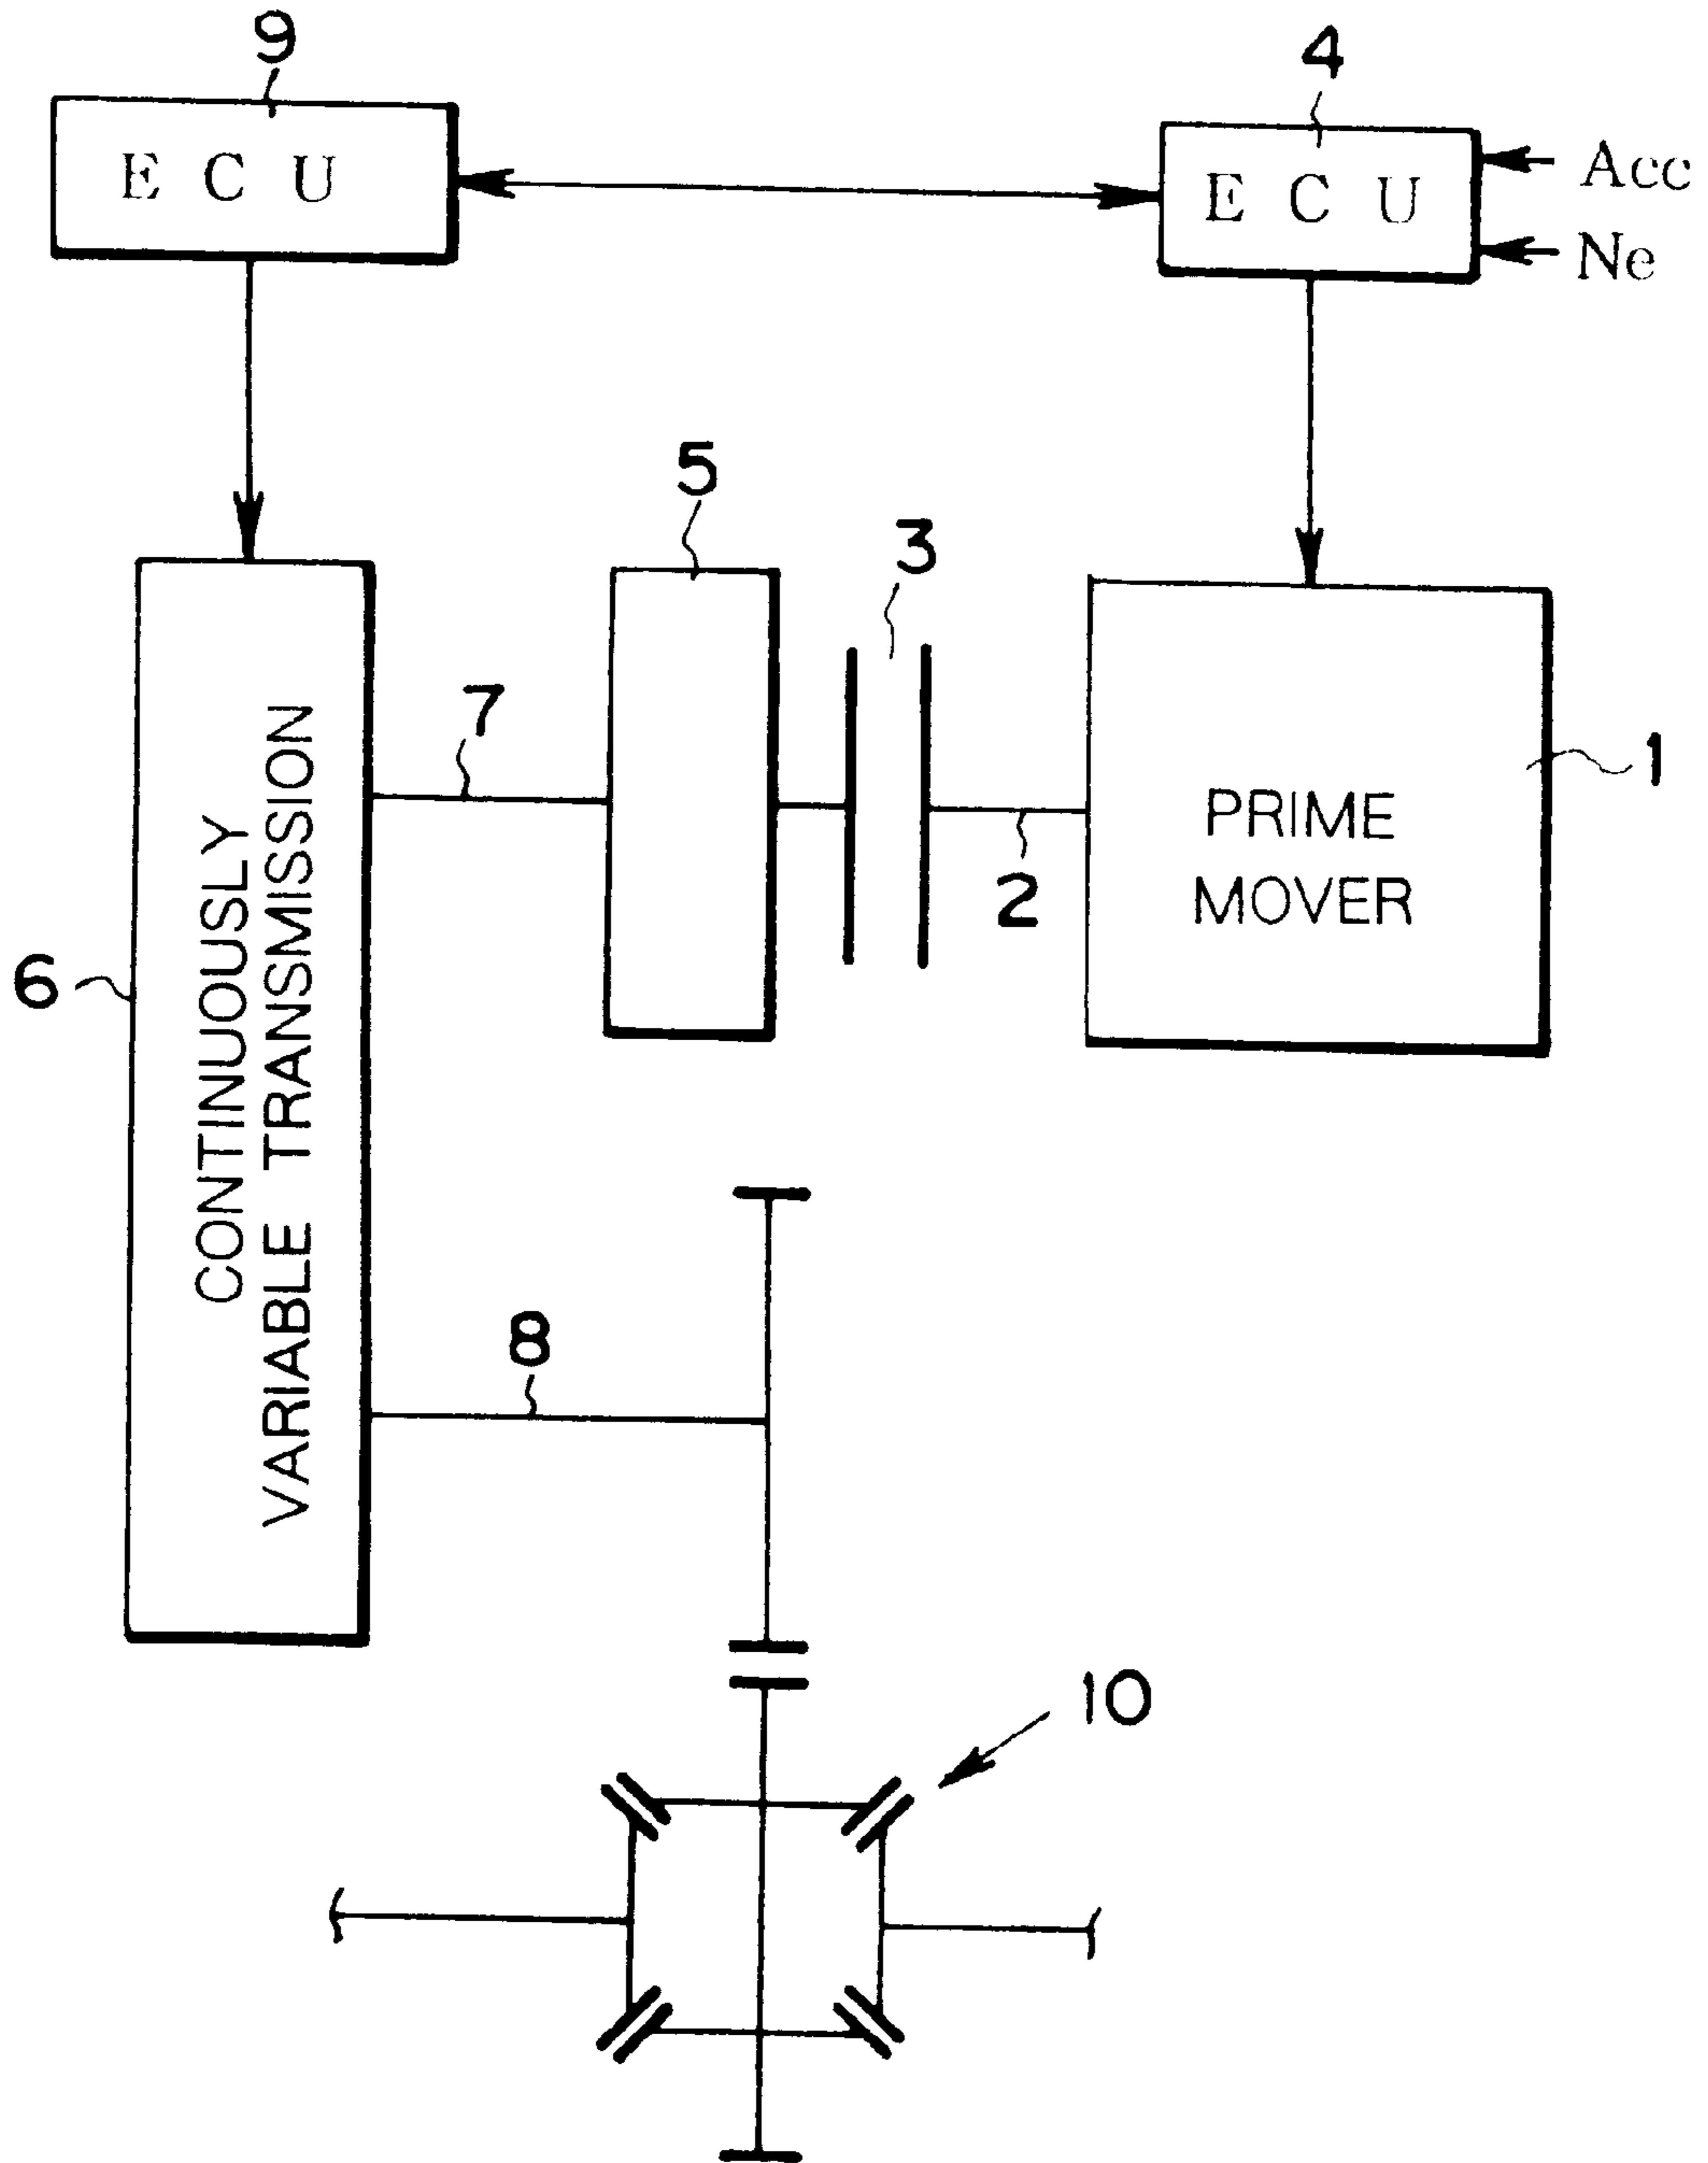 9
4
E C U
E C U
Acc
Ne
5
3
7
1
PRIME
MOVER
2
6
CONTINUOUSLY
VARIABLE TRANSMISSION
8
10